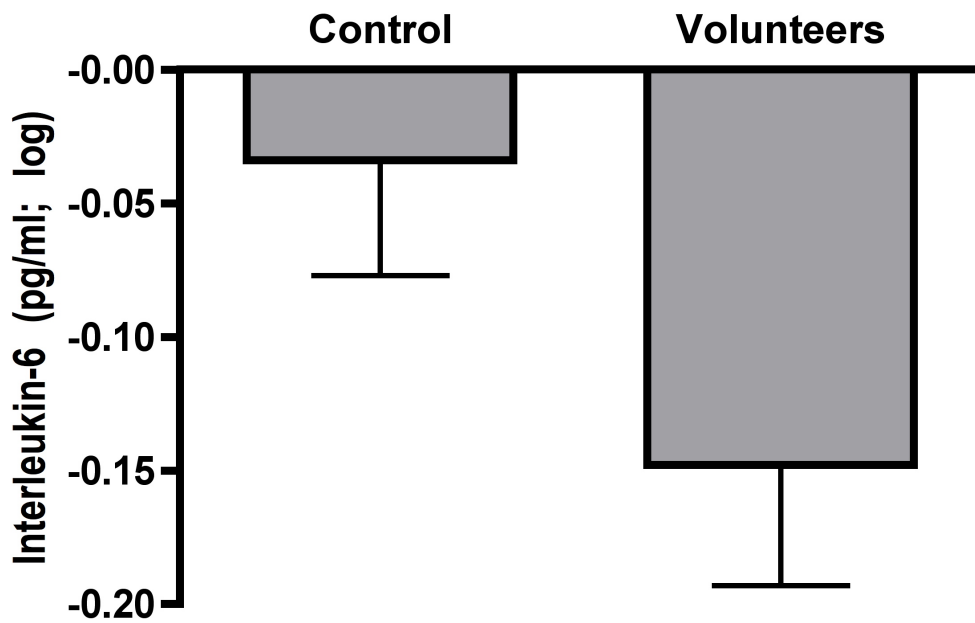 Control Volunteers
-0.00
-0.05
-0.10
-0.15
-0.20
Interleukin-6 (pg/ml; log)